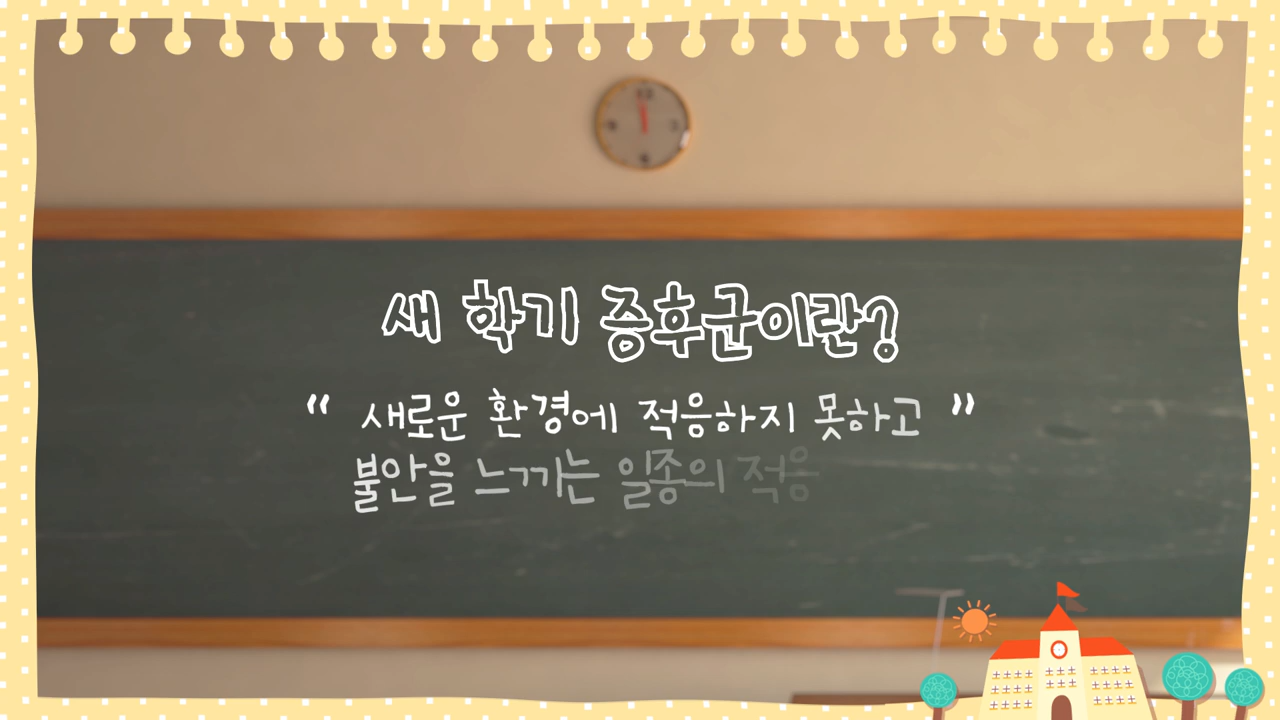 새 학기 증후군이란?
“ 새로운 환경에 적응하지 못하고 ”
불안을 느끼는 일종의 적응